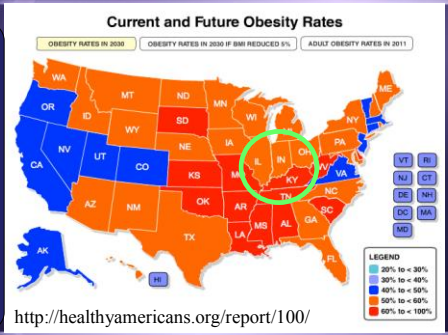 Current and Future Obesity Rates
OBESITY RATES IN 2030 OBESITY RATES IN 2030 IF BMI REDUCED 5% ADULT OBESITY RATES IN 2011
WA MT ND MN WI ME
OR ID WY SD IA NY
NV UT CO NE IL IN OH PA
CA KS KY VA
AZ NM OK AR TN NC
TX LA MS AL GA SC
AK HI FL
VT RI
NJ CT
DE NH
DC MA
MD
LEGEND
20% to < 30%
30% to < 40%
40% to < 50%
50% to < 60%
60% to < 100%
http://healthyamericans.org/report/100/